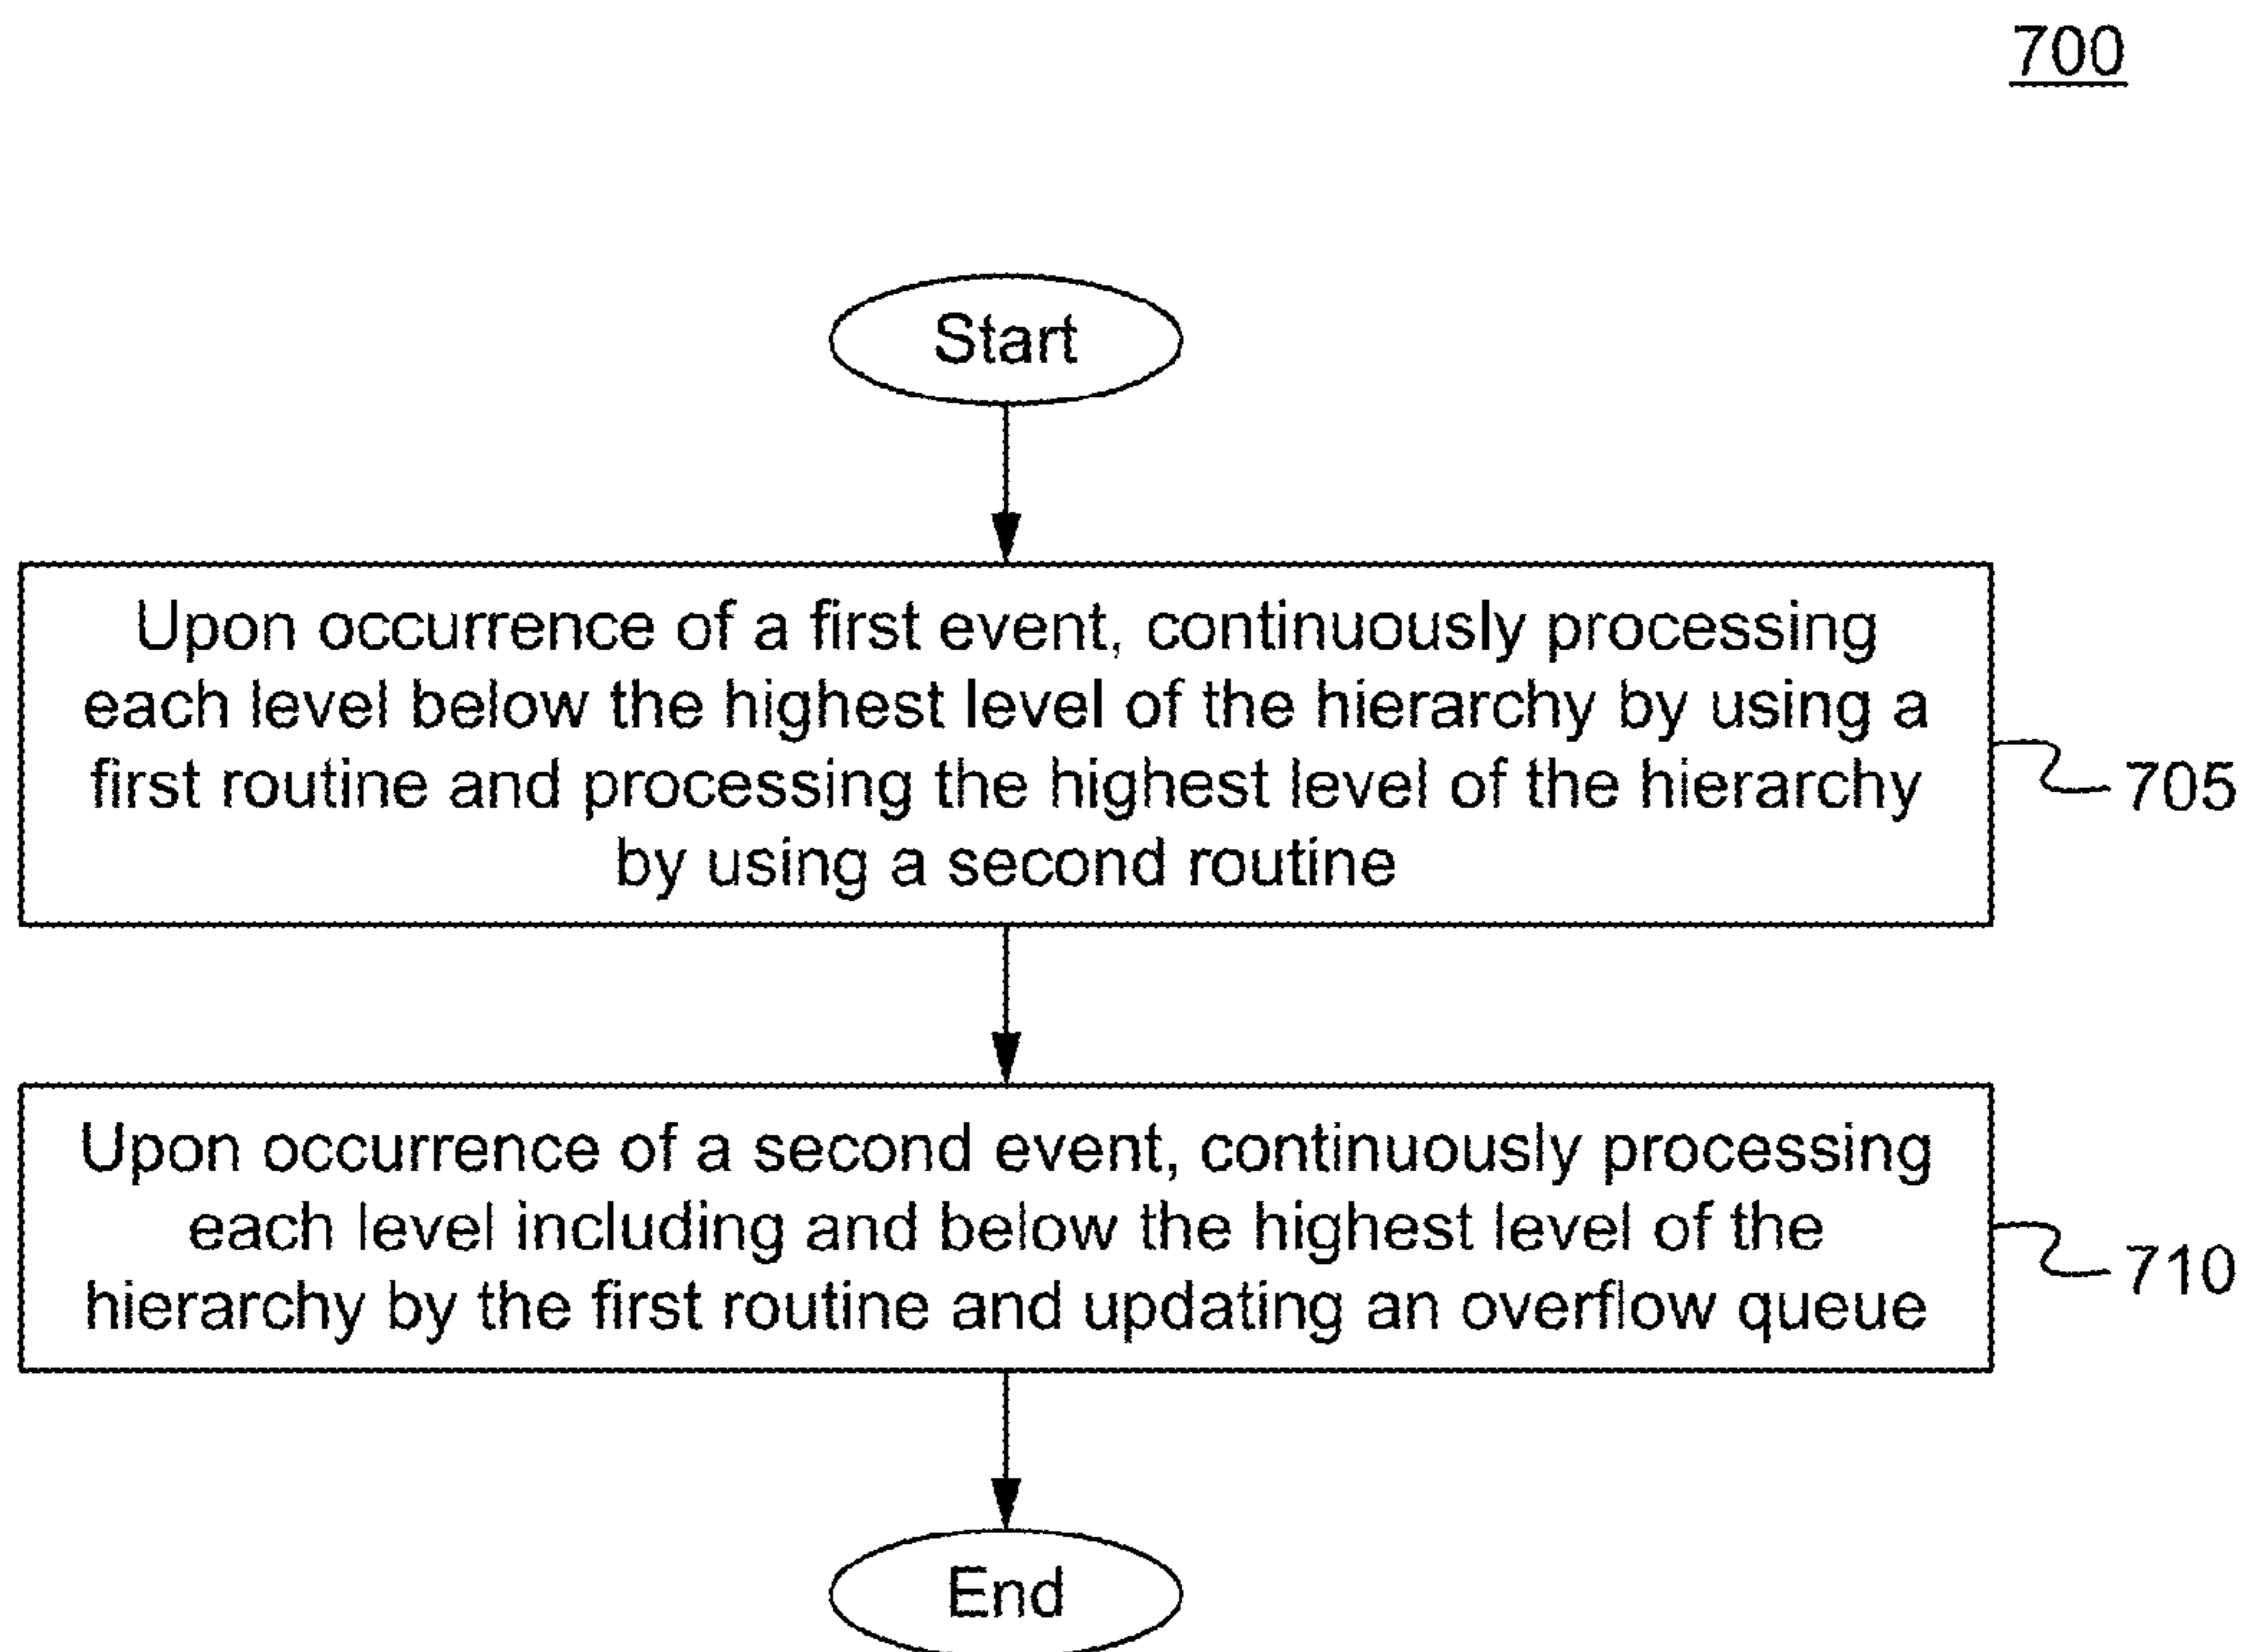 700
Start
Upon occurrence of a first event, continuously processing
each level below the highest level of the hierarchy by using a
first routine and processing the highest level of the hierarchy
by using a second routine
705
Upon occurrence of a second event, continuously processing
each level including and below the highest level of the
hierarchy by the first routine and updating an overflow queue
710
End